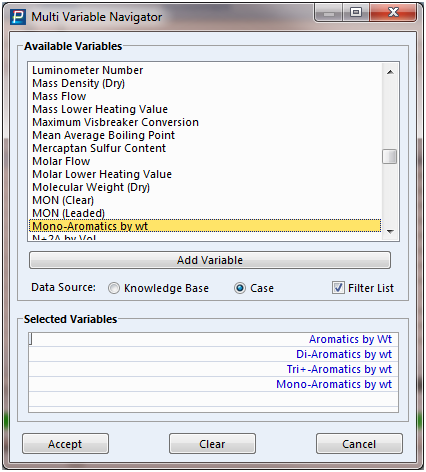 Multi Variable Navigator
Available Variables
Luminometer Number
Mass Density (Dry)
Mass Flow
Mass Lower Heating Value
Maximum Visbreaker Conversion
Mean Average Boiling Point
Mercaptan Sulfur Content
Molar Flow
Molar Lower Heating Value
Molecular Weight (Dry)
MON (Clear)
MON (Leaded)
Mono-Aromatics by wt
N+2A by Vol
Add Variable
Data Source: Knowledge Base Case Filter List
Selected Variables
Aromatics by Wt
Di-Aromatics by wt
Tri+-Aromatics by wt
Mono-Aromatics by wt
Accept Clear Cancel